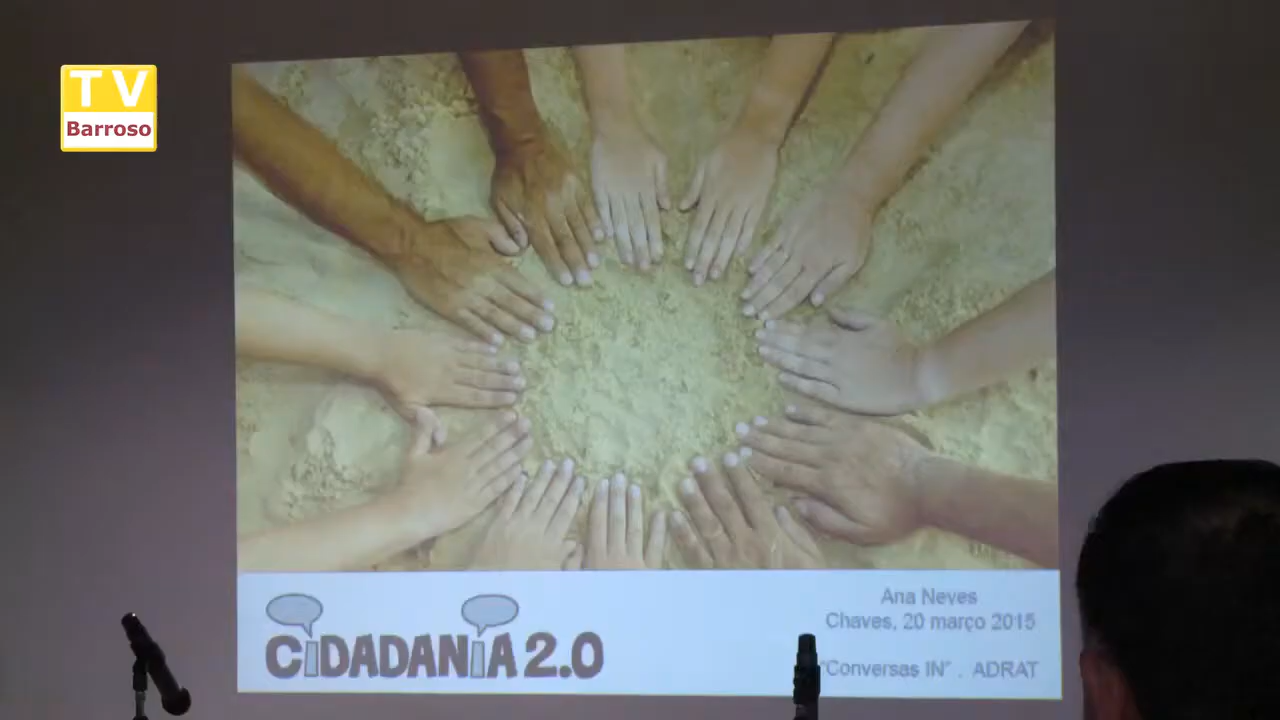 TV
Barroso
CiDADANiA 2.0
Ana Neves
Chaves, 20 março 2015
"Conversas IN" . ADRAT